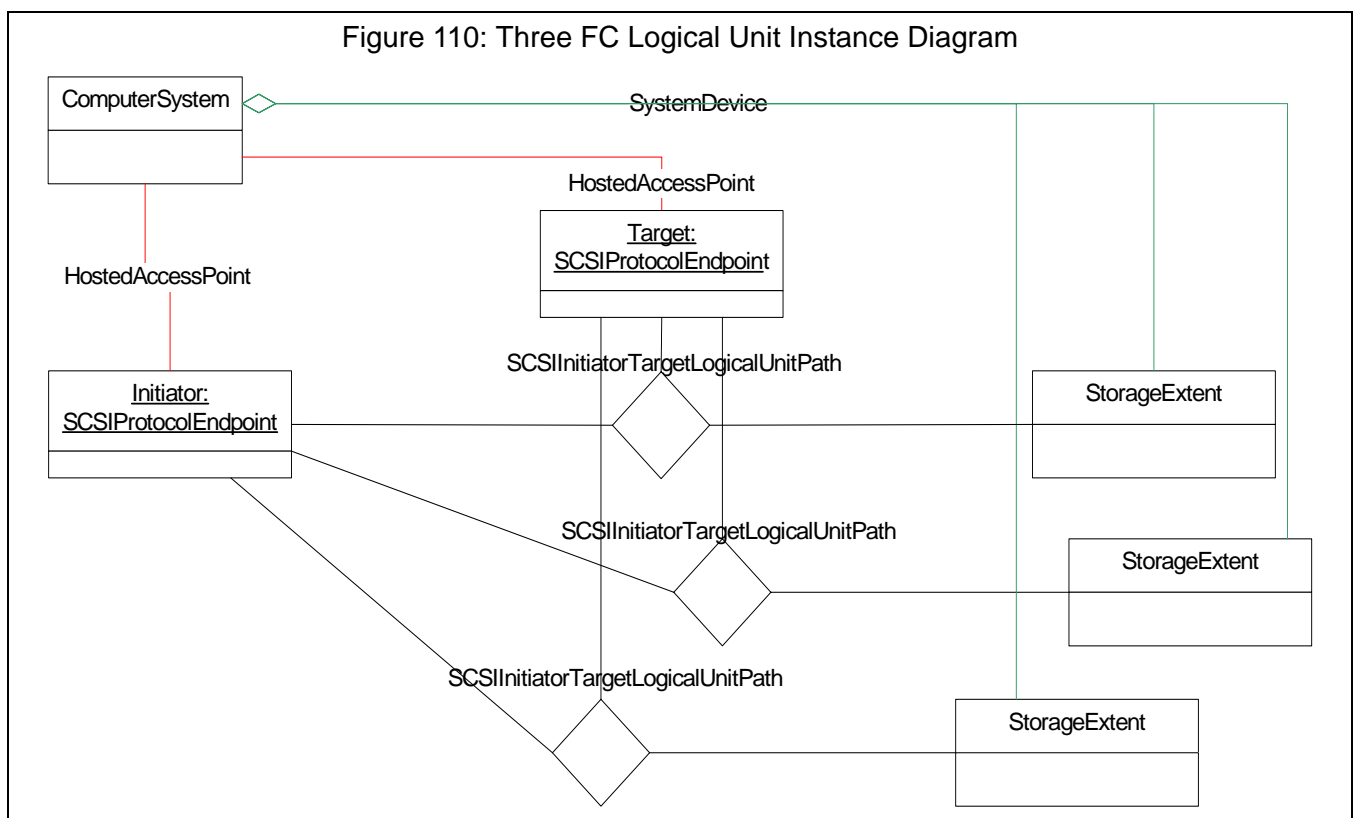 Figure 110: Three FC Logical Unit Instance Diagram
ComputerSystem
SystemDevice
HostedAccessPoint
Target:
SCSIProtocolEndpoint
HostedAccessPoint
SCSIInitiatorTargetLogicalUnitPath
Initiator:
SCSIProtocolEndpoint
StorageExtent
SCSIInitiatorTargetLogicalUnitPath
StorageExtent
SCSIInitiatorTargetLogicalUnitPath
StorageExtent